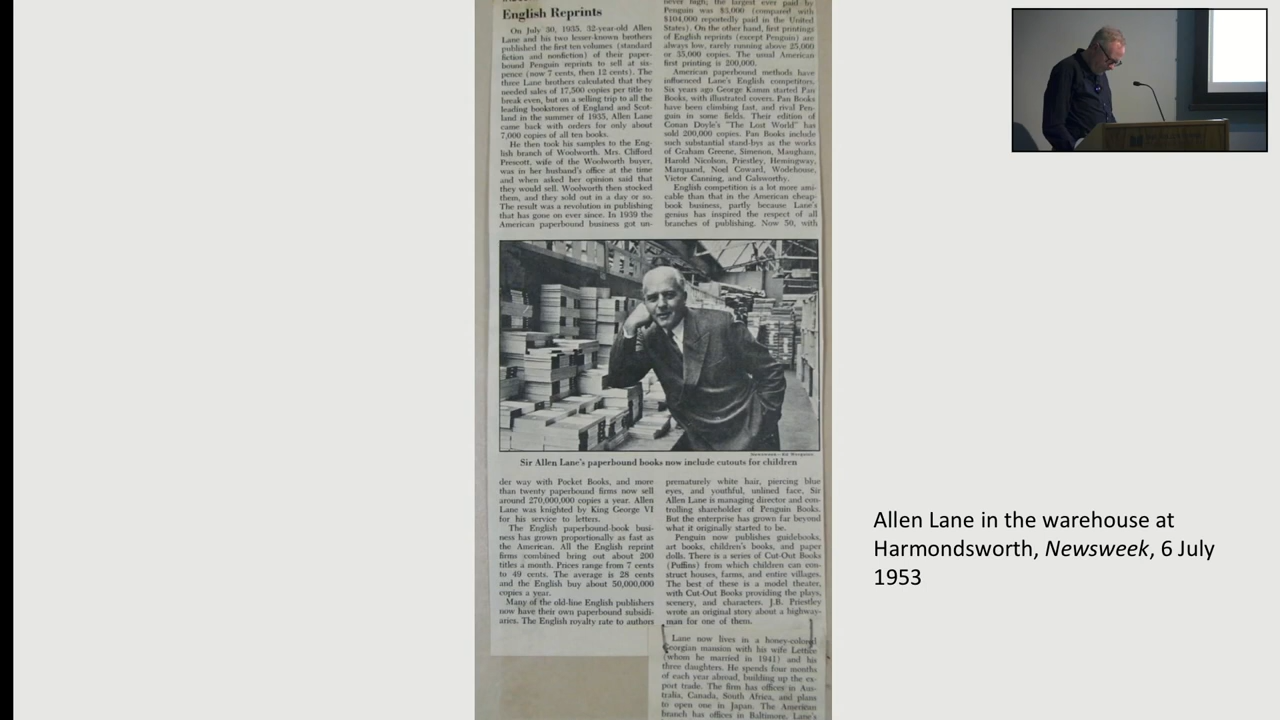 English Reprints
On July 30, 1935, 32-year-old Allen
Lane and his two lesser-known brothers
published the first ten volumes (standard
fiction and nonfiction) of their paper-
bound Penguin reprints to sell at six-
pence (now 7 cents, then 12 cents). The
three Lane brothers calculated that they
needed sales of 17,500 copies per title to
break even, but on a selling trip to all the
leading bookstores of England and Scot-
land in the summer of 1935, Allen Lane
came back with orders for only about
7,000 copies of all ten books.
He then took his samples to the Eng-
lish branch of Woolworth. Mrs. Clifford
Prescott, wife of the Woolworth buyer,
was in her husband's office at the time
and when asked her opinion said that
they would sell. Woolworth then stocked
them, and they sold out in a day or so.
The result was a revolution in publishing
that has gone on ever since. In 1939 the
American paperbound business got un-
never high; the largest ever paid by
Penguin was $5,000 (compared with
$104,000 reportedly paid in the United
States). On the other hand, first printings
of English reprints (except Penguin) are
always low, rarely running above 25,000
or 35,000 copies. The usual American
first printing is 200,000.
American paperbound methods have
influenced Lane's English competitors.
Six years ago George Kamm started Pan
Books, with illustrated covers. Pan Books
have been climbing fast, and rival Pen-
guin in some fields. Their edition of
Conan Doyle's "The Lost World" has
sold 200,000 copies. Pan Books include
such substantial stand-bys as the works
of Graham Greene, Simenon, Maugham,
Harold Nicolson, Priestley, Hemingway,
Marquand, Noel Coward, Wodehouse,
Victor Canning, and Galsworthy.
English competition is a lot more ami-
cable than that in the American cheap-
book business, partly because Lane's
genius has inspired the respect of all
branches of publishing. Now 50, with
Sir Allen Lane's paperbound books now include cutouts for children
der way with Pocket Books, and more
than twenty paperbound firms now sell
around 270,000,000 copies a year. Allen
Lane was knighted by King George VI
for his service to letters.
The English paperbound-book busi-
ness has grown proportionally as fast as
the American. All the English reprint
firms combined bring out about 200
titles a month. Prices range from 7 cents
to 49 cents. The average is 28 cents
and the English buy about 50,000,000
copies a year.
Many of the old-line English publishers
now have their own paperbound subsidi-
aries. The English royalty rate to authors
prematurely white hair, piercing blue
eyes, and youthful, unlined face, Sir
Allen Lane is managing director and con-
trolling shareholder of Penguin Books.
But the enterprise has grown far beyond
what it originally started to be.
Penguin now publishes guidebooks,
art books, children's books, and paper
dolls. There is a series of Cut-Out Books
(Puffins) from which children can con-
struct houses, farms, and entire villages.
The best of these is a model theater,
with Cut-Out Books providing the plays,
scenery, and characters. J.B. Priestley
wrote an original story about a highway-
man for one of them.
Lane now lives in a honey-colored
Georgian mansion with his wife Lettice
(whom he married in 1941) and his
three daughters. He spends four months
of each year abroad, building up the ex-
port trade. The firm has offices in Aus-
tralia, Canada, South Africa, and plans
to open one in Japan. The American
branch has offices in Baltimore. Lane's
Allen Lane in the warehouse at
Harmondsworth, Newsweek, 6 July
1953